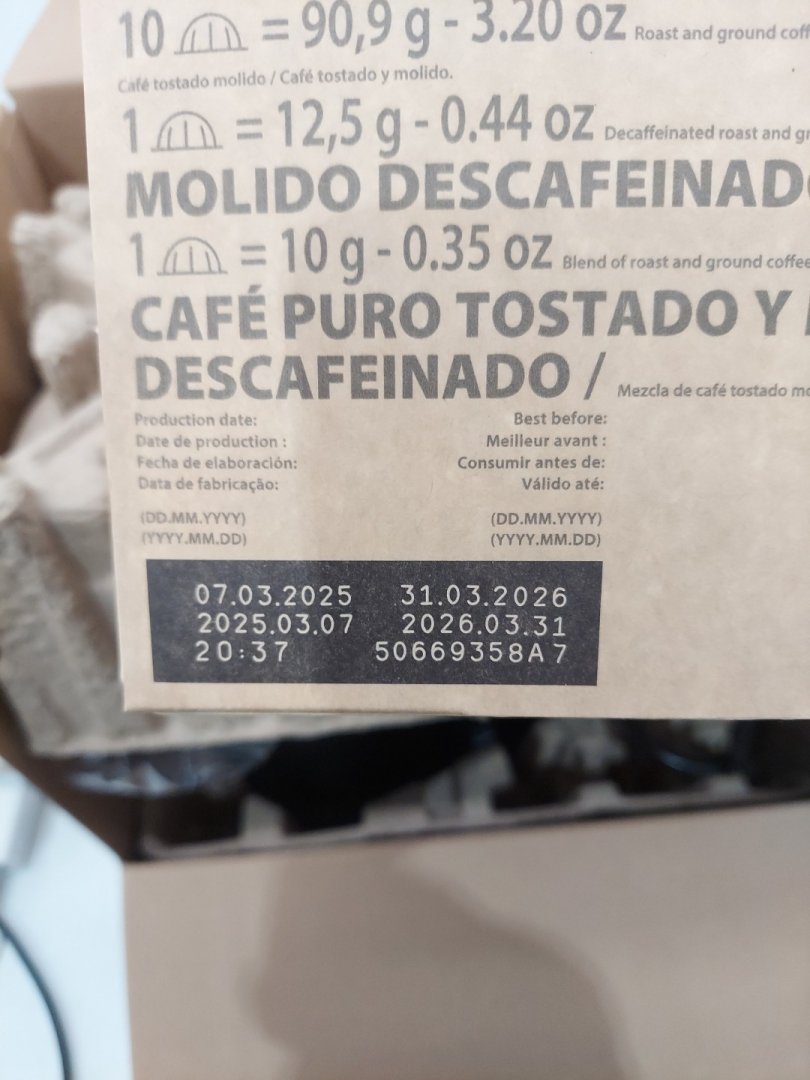 10 = 90,9 g - 3.20 oz Roast and ground
Café tostado molido / Café tostado y molido.
1 = 12,5 g - 0.44 oz Decaffeinated roast and
MOLIDO DESCAFEINADO
1 = 10 g - 0.35 oz Blend of roast and ground coffee
CAFÉ PURO TOSTADO Y
DESCAFEINADO / Mezcla de café tostado
Production date:
Date de production :
Fecha de elaboración:
Data de fabricação:
(DD.MM.YYYY)
(YYYY.MM.DD)
Best before:
Meilleur avant :
Consumir antes de:
Válido até:
(DD.MM.YYYY)
(YYYY.MM.DD)
07.03.2025 31.03.2026
2025.03.07 2026.03.31
20:37 50669358A7